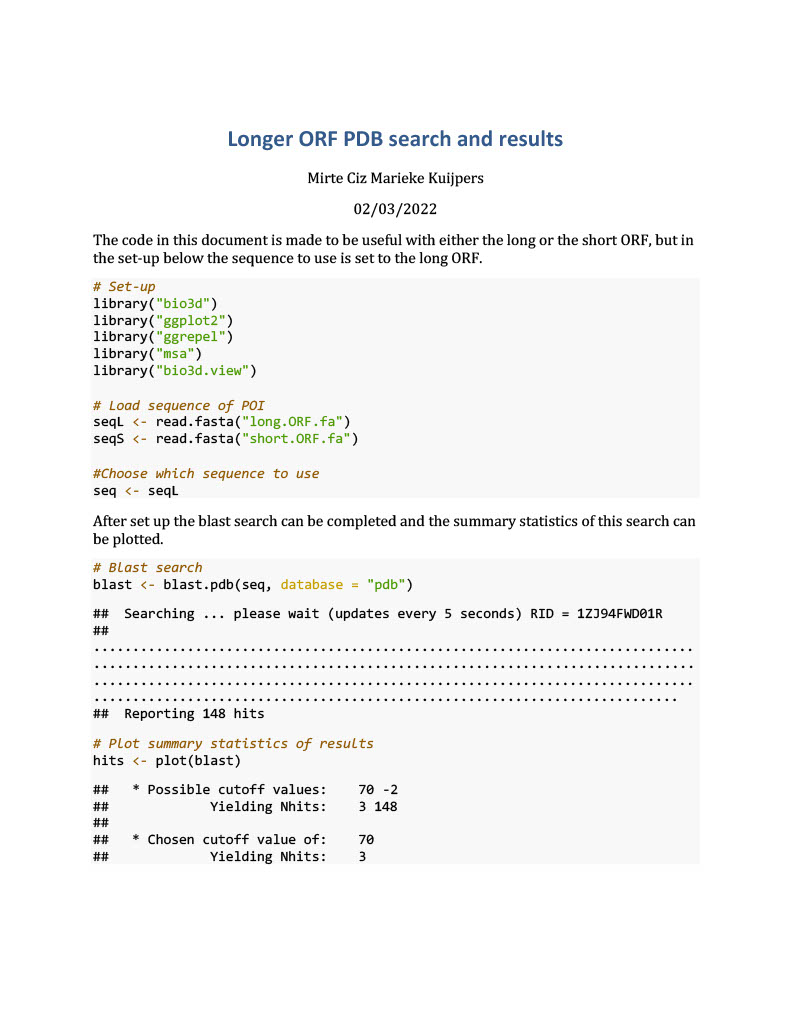 Longer ORF PDB search and results
Mirte Ciz Marieke Kuijpers
02/03/2022
The code in this document is made to be useful with either the long or the short ORF, but in
the set-up below the sequence to use is set to the long ORF.
# Set-up
library("bio3d")
library("ggplot2")
library("ggrepel")
library("msa")
library("bio3d.view")
# Load sequence of POI
seqL <- read.fasta("long.ORF.fa")
seqS <- read.fasta("short.ORF.fa")
#Choose which sequence to use
seq <- seqL
After set up the blast search can be completed and the summary statistics of this search can
be plotted.
# Blast search
blast <- blast.pdb(seq, database = "pdb")
##  Searching ... please wait (updates every 5 seconds) RID = 1ZJ94FWD01R
##
.............................................................................
.............................................................................
.............................................................................
...........................................................................
##  Reporting 148 hits
# Plot summary statistics of results
hits <- plot(blast)
##   * Possible cutoff values:    70 -2
##             Yielding Nhits:    3 148
##
##   * Chosen cutoff value of:    70
##             Yielding Nhits:    3